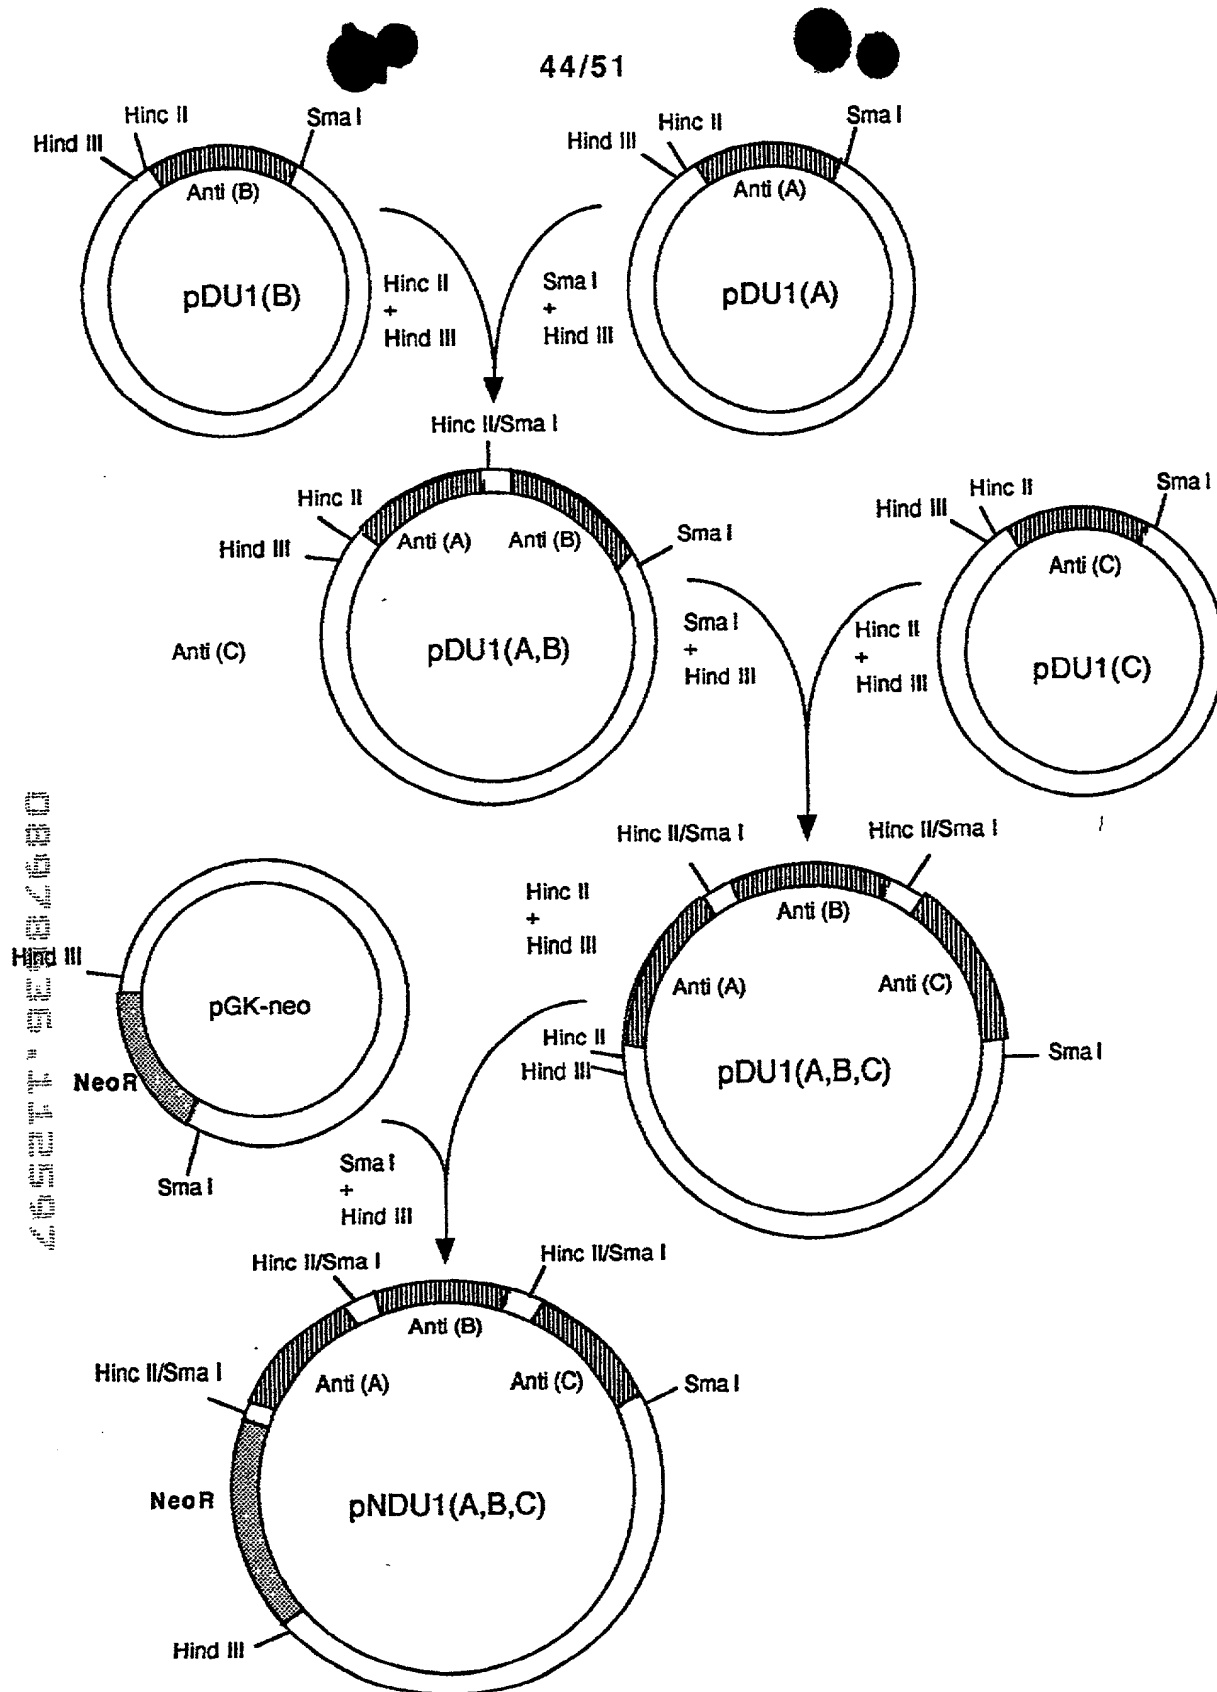 44/51
Hinc II
Sma I
Hind III
Anti (B)
pDU1(B)
Hinc II
+
Hind III
Hinc II
Sma I
Hind III
Anti (A)
pDU1(A)
Sma I
+
Hind III
Hinc II/Sma I
Hinc II
Hind III
Anti (A)
Anti (B)
Sma I
pDU1(A,B)
Anti (C)
Sma I
+
Hind III
Hinc II
Sma I
Hind III
Anti (C)
pDU1(C)
Hinc II
+
Hind III
Hinc II/Sma I
Hinc II/Sma I
Hinc II
+
Hind III
Anti (B)
Anti (A)
Anti (C)
Hinc II
Hind III
Sma I
pDU1(A,B,C)
Hind III
pGK-neo
NeoR
Sma I
Sma I
+
Hind III
Hinc II/Sma I
Hinc II/Sma I
Anti (B)
Hinc II/Sma I
Anti (A)
Anti (C)
Sma I
NeoR
pNDU1(A,B,C)
Hind III